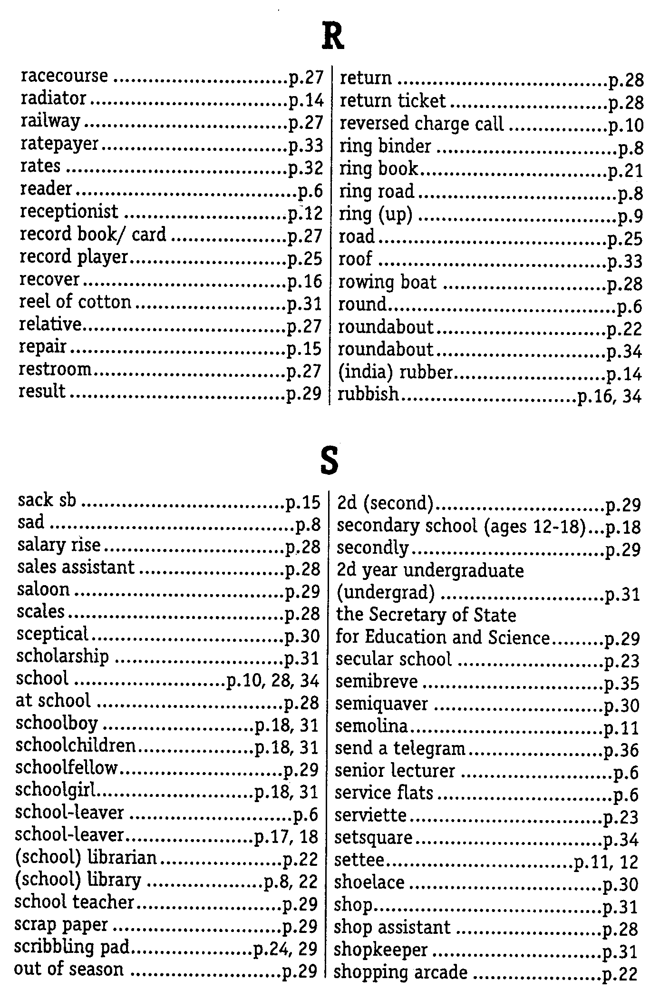 R
racecourse ..............................p.27
radiator ..................................p.14
railway ...................................p.27
ratepayer................................p.33
rates ......................................p.32
reader......................................p.6
receptionist ............................p.12
record book/ card ....................p.27
record player...........................p.25
recover...................................p.16
reel of cotton..........................p.31
relative...................................p.27
repair.....................................p.15
restroom.................................p.27
result .....................................p.29
return ....................................p.28
return ticket...........................p.28
reversed charge call .................p.10
ring binder ...............................p.8
ring book................................p.21
ring road..................................p.8
ring (up) ..................................p.9
road.......................................p.25
roof .......................................p.33
rowing boat ............................p.28
round.......................................p.6
roundabout.............................p.22
roundabout.............................p.34
(india) rubber..........................p.14
rubbish..............................p.16, 34
S
sack sb ...................................p.15
sad ..........................................p.8
salary rise...............................p.28
sales assistant .........................p.28
saloon ....................................p.29
scales.....................................p.28
sceptical.................................p.30
scholarship .............................p.31
school ..........................p.10, 28, 34
at school ................................p.28
schoolboy ..........................p.18, 31
schoolchildren....................p.18, 31
schoolfellow............................p.29
schoolgirl...........................p.18, 31
school-leaver ............................p.6
school-leaver......................p.17, 18
(school) librarian.....................p.22
(school) library ....................p.8, 22
school teacher.........................p.29
scrap paper .............................p.29
scribbling pad.....................p.24, 29
out of season ..........................p.29
2d (second).............................p.29
secondary school (ages 12-18)...p.18
secondly.................................p.29
2d year undergraduate
(undergrad) ............................p.31
the Secretary of State
for Education and Science.........p.29
secular school .........................p.23
semibreve ...............................p.35
semiquaver .............................p.30
semolina.................................p.11
send a telegram.......................p.36
senior lecturer ..........................p.6
service flats ..............................p.6
serviette.................................p.23
setsquare................................p.34
settee................................p.11, 12
shoelace .................................p.30
shop.......................................p.31
shop assistant .........................p.28
shopkeeper .............................p.31
shopping arcade ......................p.22